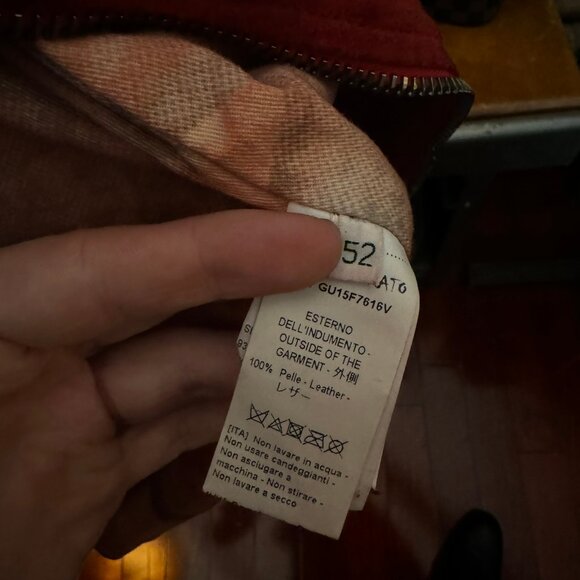 52
ATO
GU15F7616V
ESTERNO
DELL'INDUMENTO -
OUTSIDE OF THE
GARMENT - 外側
100% Pelle - Leather -
レザー
[ITA] Non lavare in acqua -
Non usare candeggianti -
Non asciugare a
macchina - Non stirare -
Non lavare a secco